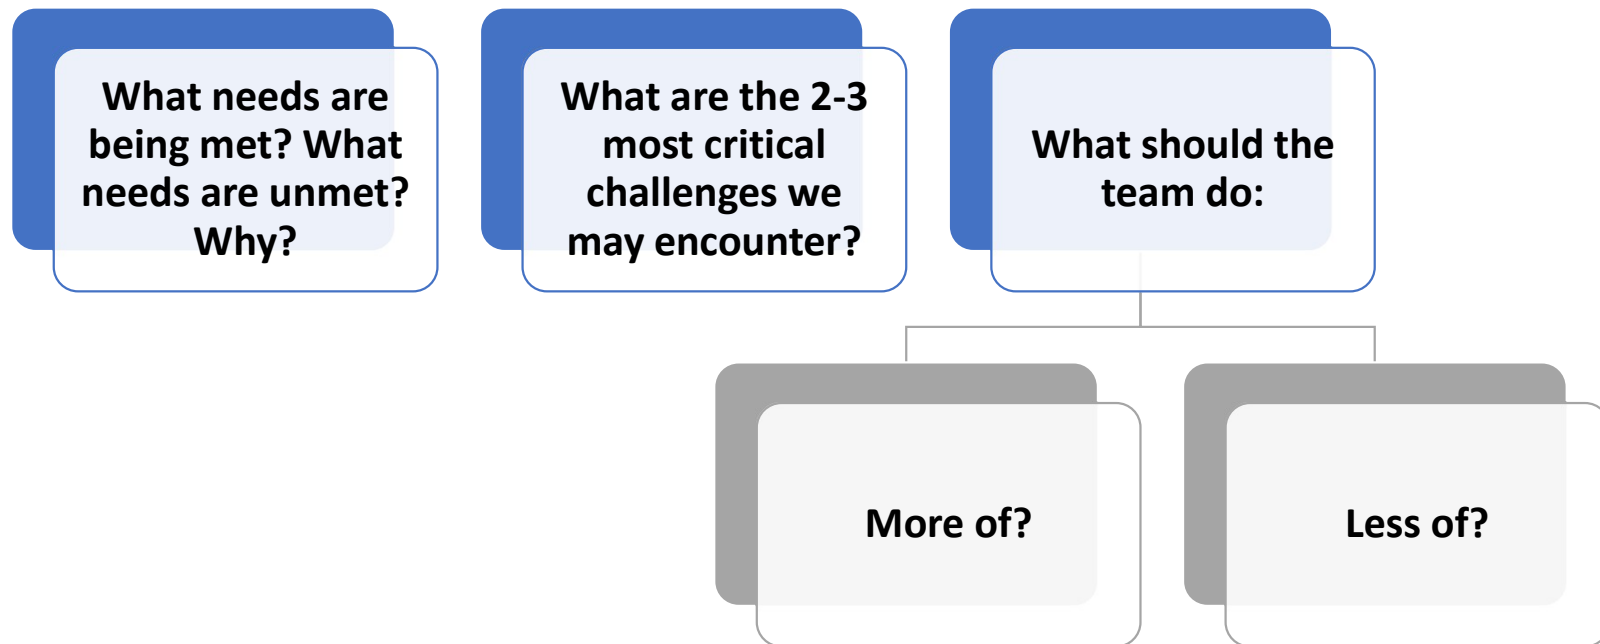 What needs are
being met? What
needs are unmet?
Why?
What are the 2-3
most critical
challenges we
may encounter?
What should the
team do:
More of?
Less of?